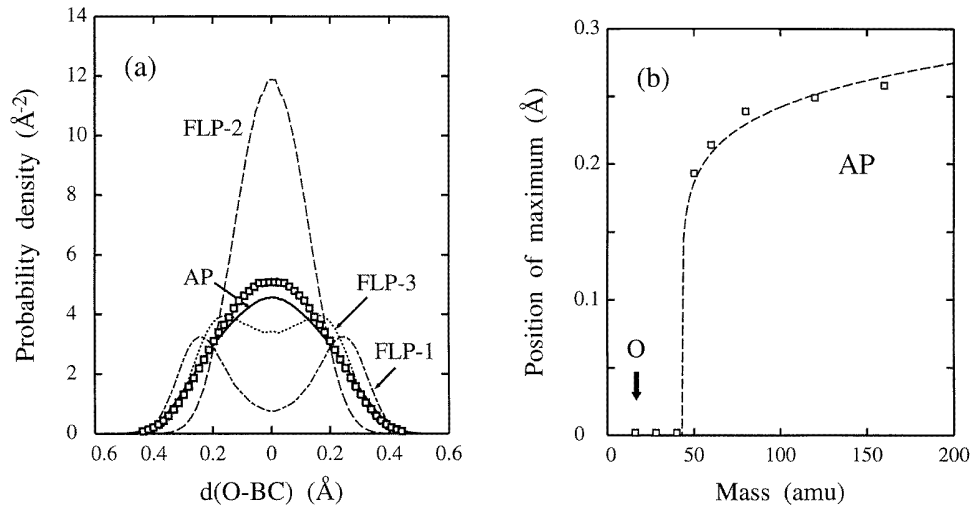 (a)
Probability density (Å⁻²)
14
12
10
8
6
4
2
0
FLP-2
AP
FLP-3
FLP-1
0.6 0.4 0.2 0 0.2 0.4 0.6
d(O-BC) (Å)
(b)
Position of maximum (Å)
0.3
0.2
0.1
0
AP
O
0 50 100 150 200
Mass (amu)